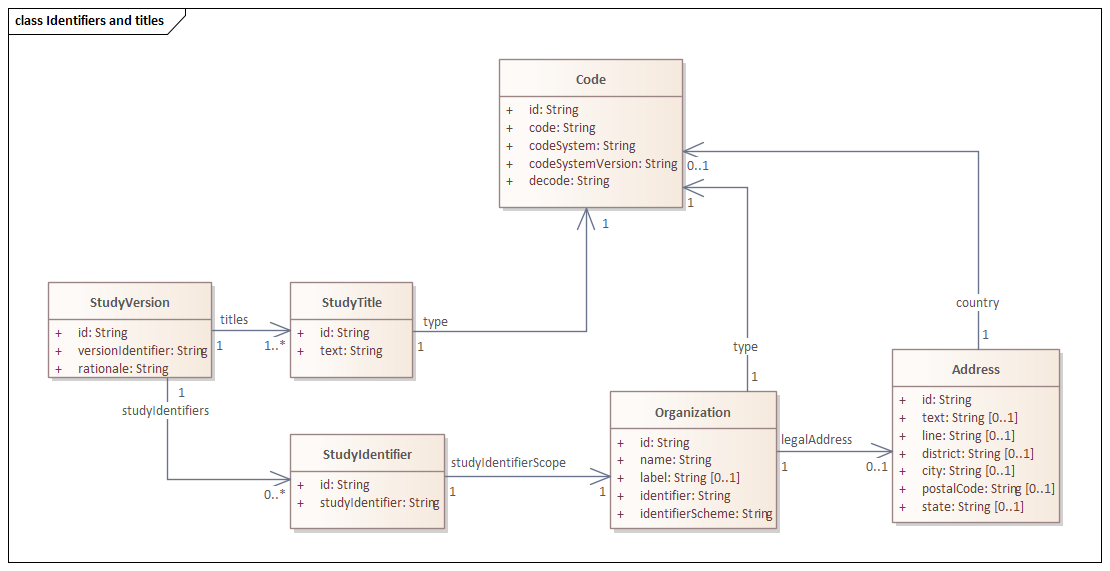 class Identifiers and titles
Code
+ id: String
+ code: String
+ codeSystem: String
+ codeSystemVersion: String
+ decode: String
0..1
1
1
StudyVersion
+ id: String
+ versionIdentifier: String
+ rationale: String
titles
1
1..*
StudyTitle
+ id: String
+ text: String
type
1
country
1
type
1
1
studyIdentifiers
0..*
StudyIdentifier
+ id: String
+ studyIdentifier: String
studyIdentifierScope
1
1
Organization
+ id: String
+ name: String
+ label: String [0..1]
+ identifier: String
+ identifierScheme: String
legalAddress
1
0..1
Address
+ id: String
+ text: String [0..1]
+ line: String [0..1]
+ district: String [0..1]
+ city: String [0..1]
+ postalCode: String [0..1]
+ state: String [0..1]